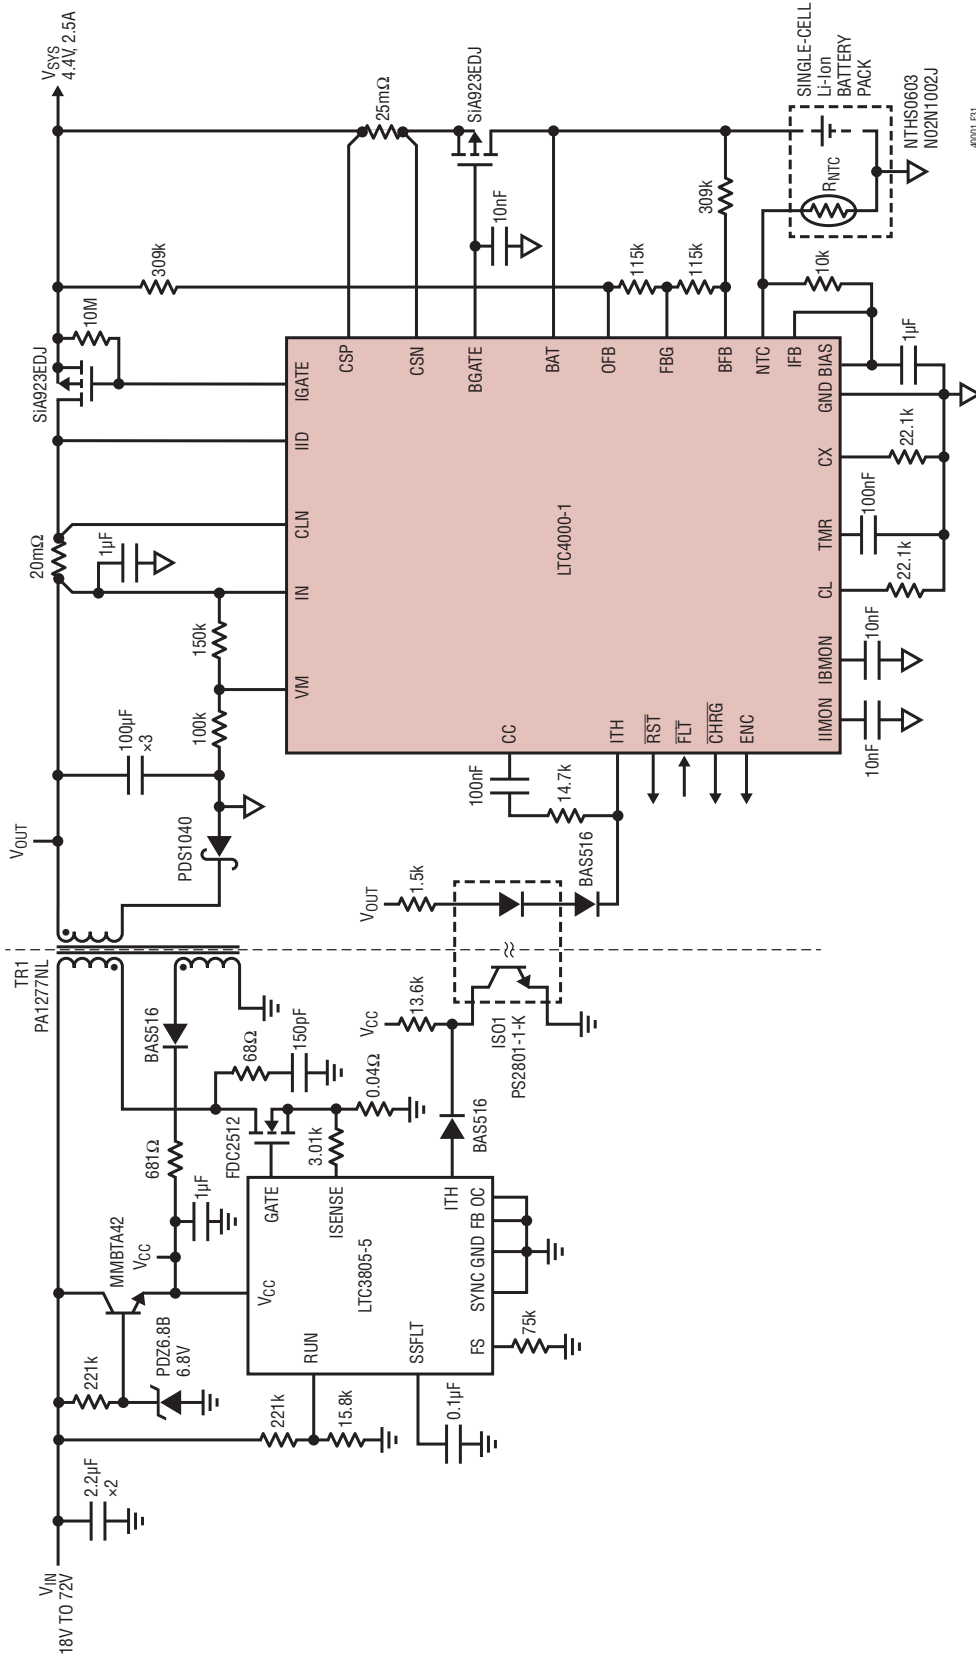 VIN
18V TO 72V
2.2µF
×2
221k
MMBTA42
VCC
PDZ6.8B
6.8V
221k
15.8k
0.1µF
681Ω
1µF
BAS516
TR1
PA1277NL
68Ω
150pF
FDC2512
3.01k
0.04Ω
VCC
GATE
ISENSE
ITH
RUN
SSFLT
LTC3805-5
FS
SYNC
GND
FB
OC
75k
BAS516
VCC
13.6k
ISO1
PS2801-1-K
VOUT
1.5k
BAS516
VOUT
PDS1040
100µF
×3
100k
150k
20mΩ
1µF
SiA923EDJ
10M
309k
VSYS
4.4V, 2.5A
25mΩ
SiA923EDJ
10nF
115k
115k
309k
SINGLE-CELL
Li-Ion
BATTERY
PACK
RNTC
NTHS0603
N02N1002J
10k
1µF
VM
IN
CLN
IID
IGATE
CSP
CSN
BGATE
BAT
OFB
FBG
BFB
NTC
IFB
LTC4000-1
CC
ITH
RST
FLT
CHRG
ENC
IIMON
IBMON
CL
TMR
CX
GND
BIAS
100nF
14.7k
10nF
10nF
22.1k
100nF
22.1k
40001 F31